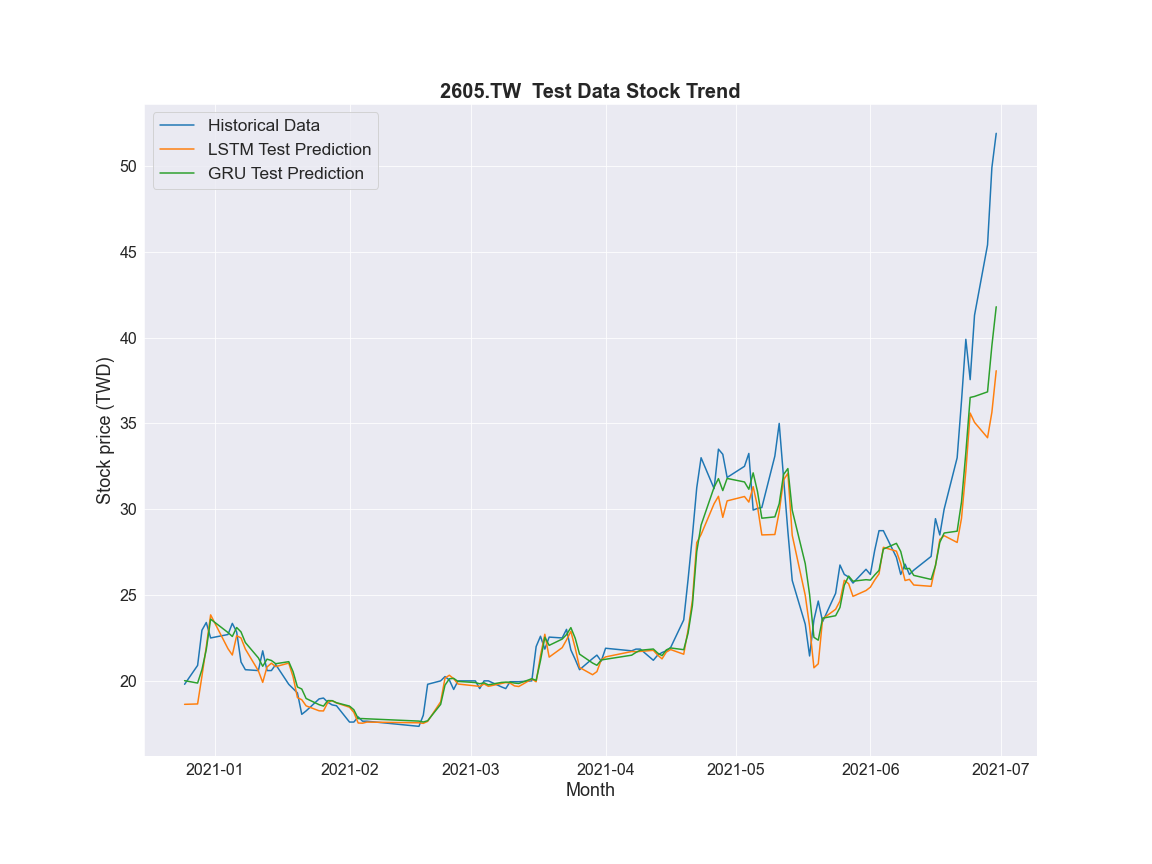 2605.TW  Test Data Stock Trend
Historical Data
LSTM Test Prediction
GRU Test Prediction
Stock price (TWD)
50
45
40
35
30
25
20
2021-01
2021-02
2021-03
2021-04
2021-05
2021-06
2021-07
Month